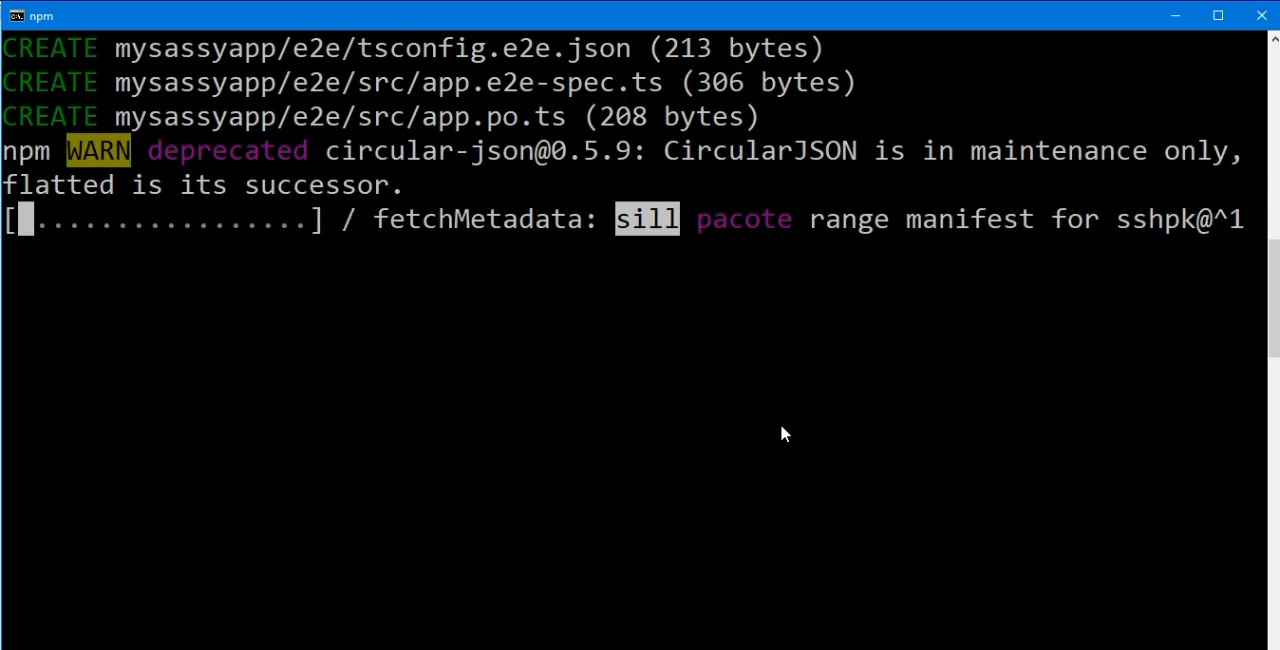 npm
CREATE mysassyapp/e2e/tsconfig.e2e.json (213 bytes)
CREATE mysassyapp/e2e/src/app.e2e-spec.ts (306 bytes)
CREATE mysassyapp/e2e/src/app.po.ts (208 bytes)
npm WARN deprecated circular-json@0.5.9: CircularJSON is in maintenance only,
flatted is its successor.
[ .................] / fetchMetadata: sill pacote range manifest for sshpk@^1